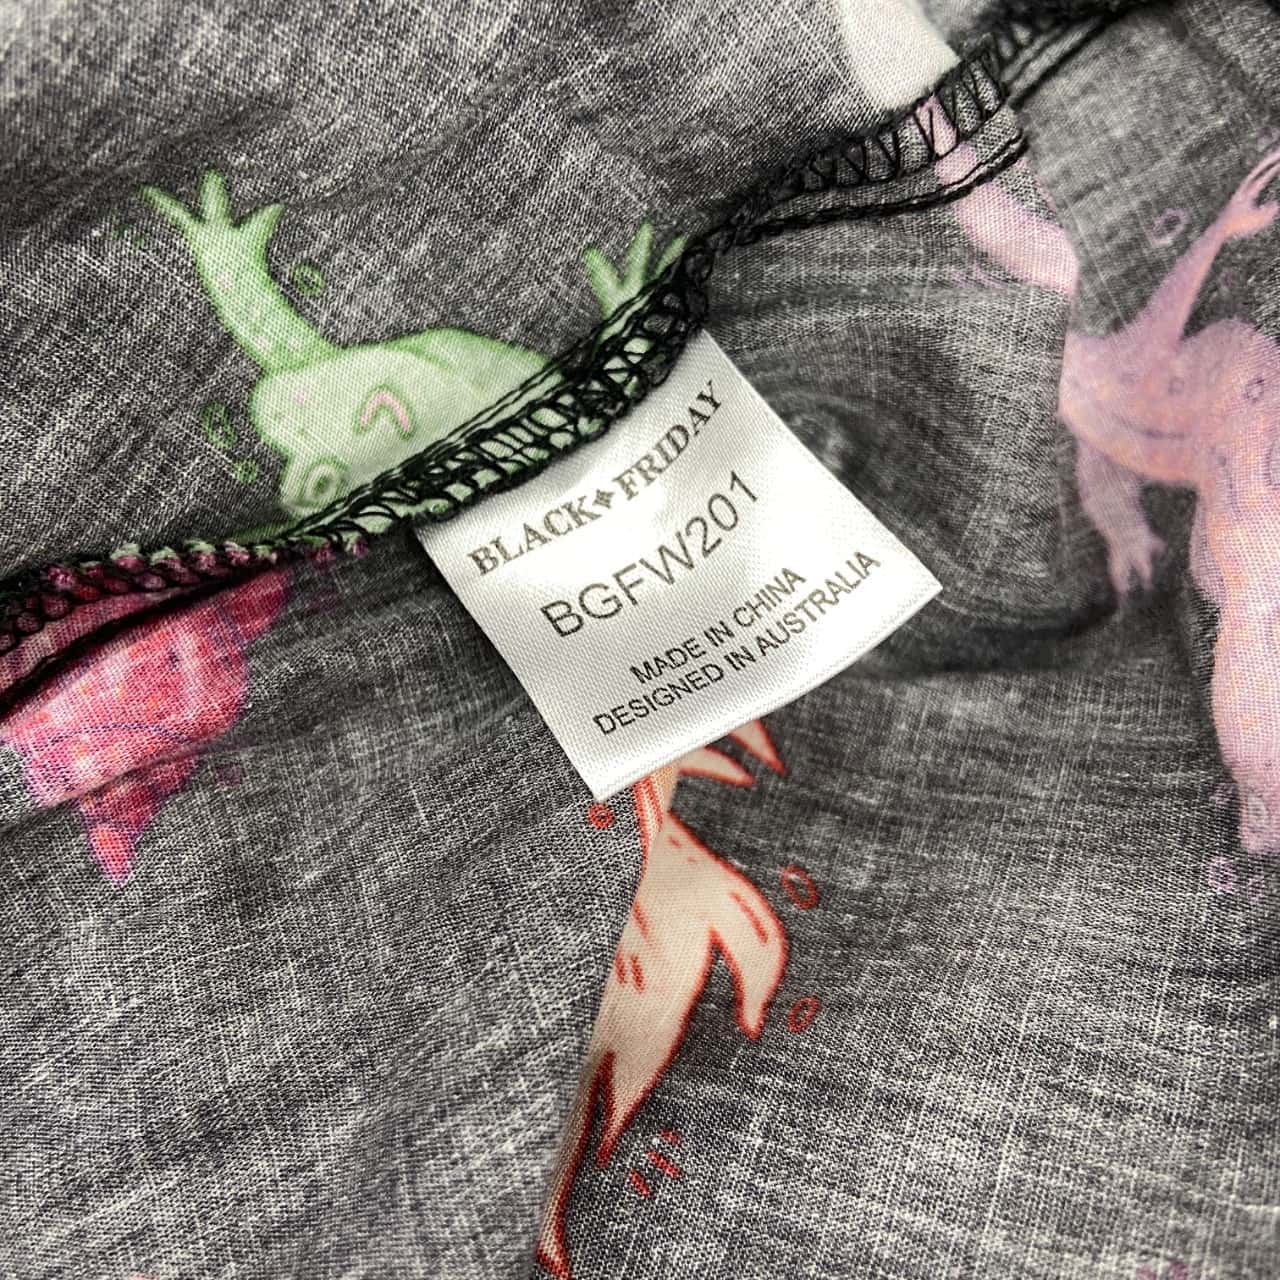 BLACK FRIDAY
BGFW201
MADE IN CHINA
DESIGNED IN AUSTRALIA